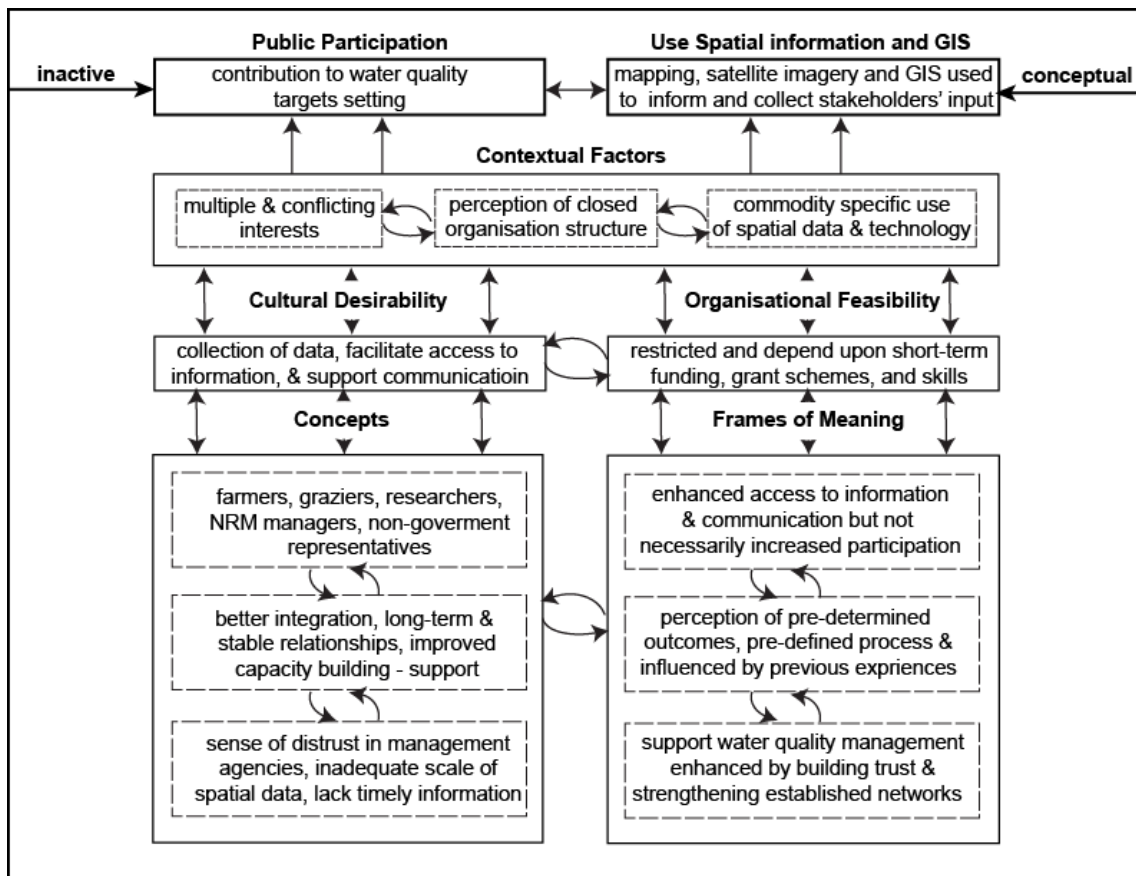 Public Participation
Use Spatial information and GIS
inactive
contribution to water quality
targets setting
mapping, satellite imagery and GIS used
to inform and collect stakeholders' input
conceptual
Contextual Factors
multiple & conflicting
interests
perception of closed
organisation structure
commodity specific use
of spatial data & technology
Cultural Desirability
Organisational Feasibility
collection of data, facilitate access to
information, & support communicatioin
restricted and depend upon short-term
funding, grant schemes, and skills
Concepts
Frames of Meaning
farmers, graziers, researchers,
NRM managers, non-goverment
representatives
better integration, long-term &
stable relationships, improved
capacity building - support
sense of distrust in management
agencies, inadequate scale of
spatial data, lack timely information
enhanced access to information
& communication but not
necessarily increased participation
perception of pre-determined
outcomes, pre-defined process &
influenced by previous expriences
support water quality management
enhanced by building trust &
strengthening established networks